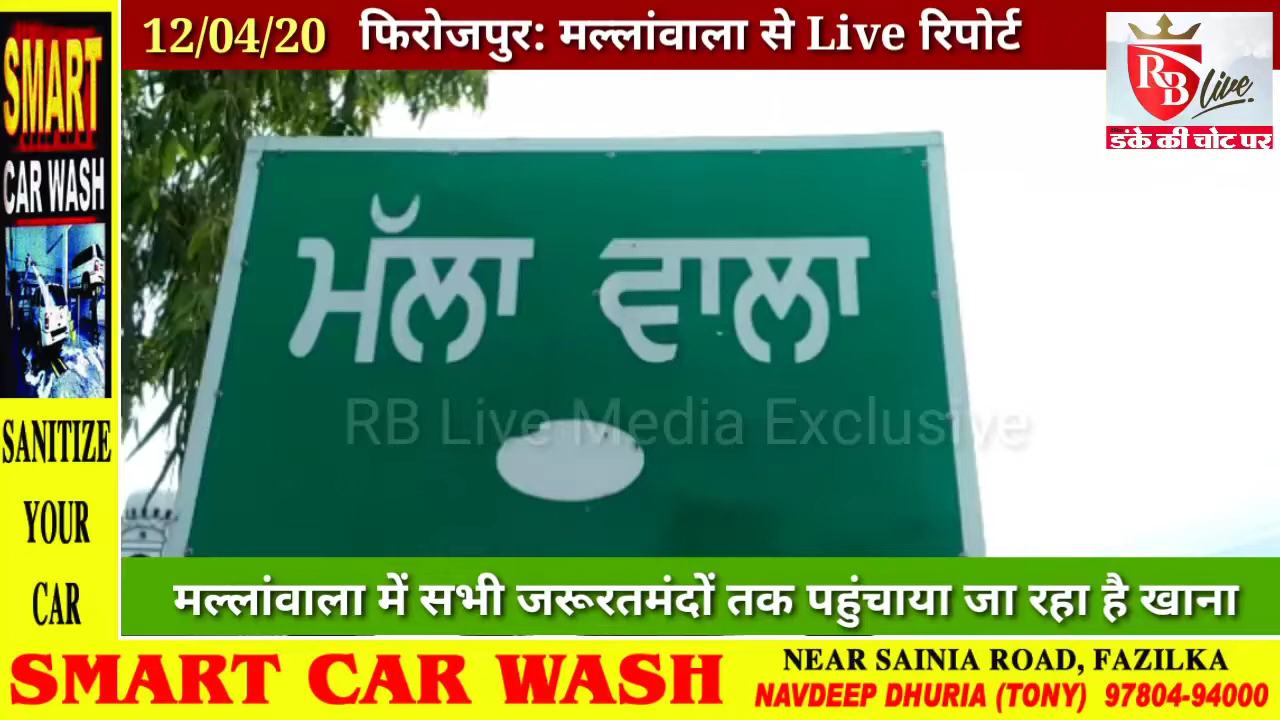 12/04/20 फिरोजपुर: मल्लांवाला से Live रिपोर्ट
RB Live
डंके की चोट पर
SMART
CAR WASH
SANITIZE
YOUR
CAR
ਮੱਲਾ ਵਾਲਾ
RB Live Media Exclusive
मल्लांवाला में सभी जरूरतमंदों तक पहुंचाया जा रहा है खाना
SMART CAR WASH
NEAR SAINIA ROAD, FAZILKA
NAVDEEP DHURIA (TONY) 97804-94000